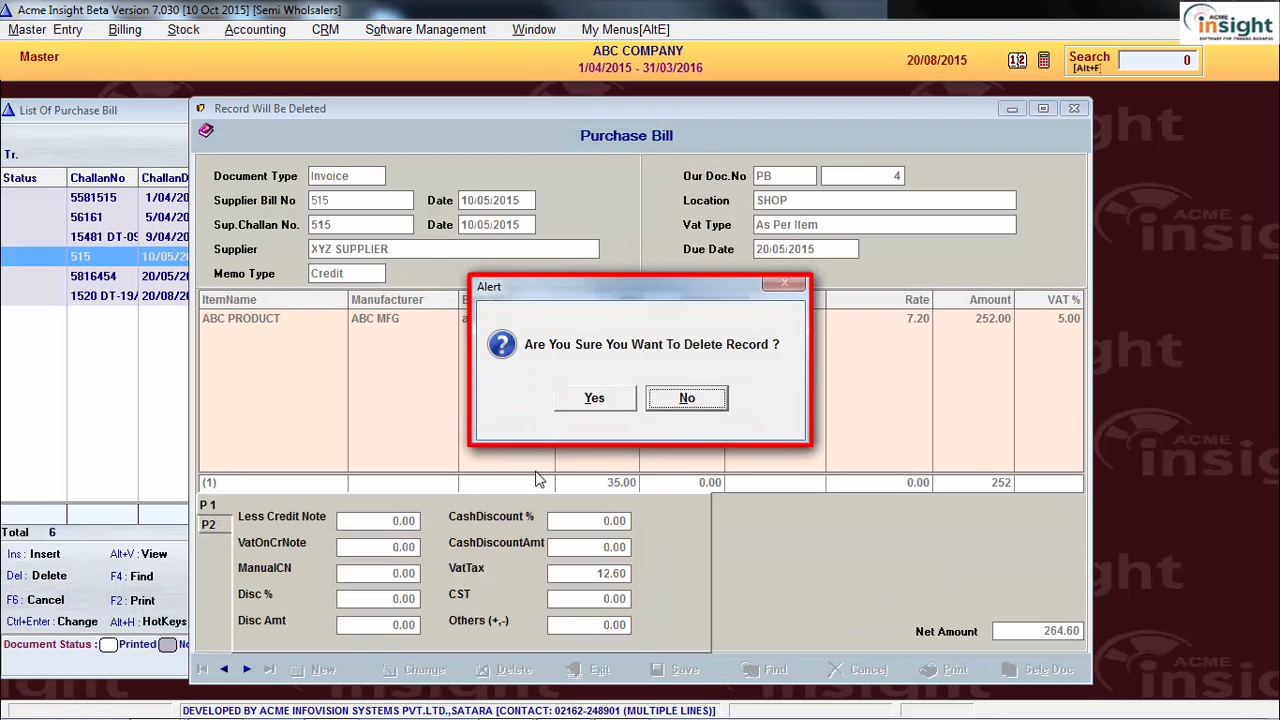 Acme Insight Beta Version 7.030 [10 Oct 2015] [Semi Wholsalers]
Master Entry Billing Stock Accounting CRM Software Management Window My Menus[AltE]
ACME insight
SOFTWARE FOR TRADING BUSINESS
Master
ABC COMPANY
1/04/2015 - 31/03/2016
20/08/2015
12
Search
[Alt+F]
0
List Of Purchase Bill
Tr.
Status ChallanNo ChallanD
5581515 1/04/20
56161 5/04/20
15481 DT-09 9/04/20
515 10/05/20
5816454 20/05/20
1520 DT-19/ 20/08/20
Total 6
Ins : Insert Alt+V : View
Del : Delete F4 : Find
F6 : Cancel F2 : Print
Ctrl+Enter : Change Alt+H : HotKeys
Document Status : Printed No
Record Will Be Deleted
Purchase Bill
Document Type Invoice
Supplier Bill No 515 Date 10/05/2015
Sup.Challan No. 515 Date 10/05/2015
Supplier XYZ SUPPLIER
Memo Type Credit
Our Doc.No PB 4
Location SHOP
Vat Type As Per Item
Due Date 20/05/2015
ItemName Manufacturer Rate Amount VAT %
ABC PRODUCT ABC MFG 7.20 252.00 5.00
Alert
Are You Sure You Want To Delete Record ?
Yes No
(1) 35.00 0.00 0.00 252
P 1
P2
Less Credit Note 0.00 CashDiscount % 0.00
VatOnCrNote 0.00 CashDiscountAmt 0.00
ManualCN 0.00 VatTax 12.60
Disc % 0.00 CST 0.00
Disc Amt 0.00 Others (+,-) 0.00
Net Amount 264.60
New Change Delete Exit Save Find Cancel Print Sele Doc
DEVELOPED BY ACME INFOVISION SYSTEMS PVT.LTD.,SATARA [CONTACT: 02162-248901 (MULTIPLE LINES)]